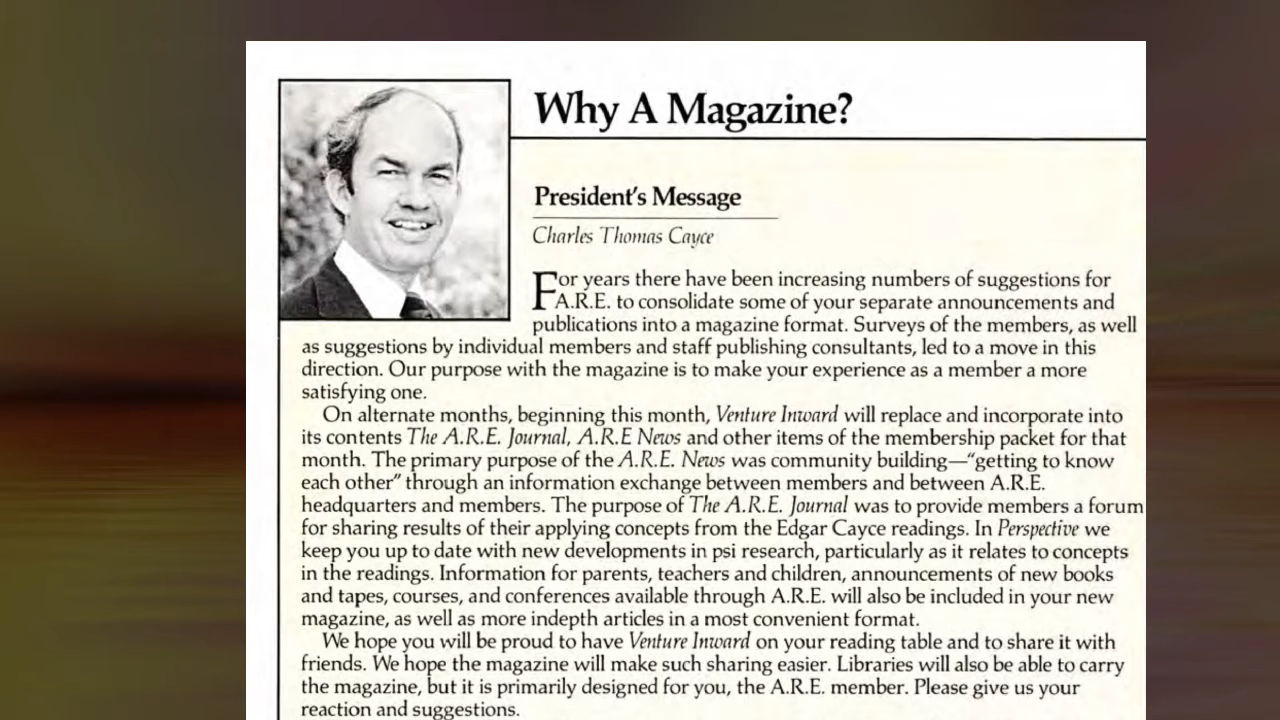 Why A Magazine?
President's Message
Charles Thomas Cayce
For years there have been increasing numbers of suggestions for
A.R.E. to consolidate some of your separate announcements and
publications into a magazine format. Surveys of the members, as well
as suggestions by individual members and staff publishing consultants, led to a move in this
direction. Our purpose with the magazine is to make your experience as a member a more
satisfying one.
On alternate months, beginning this month, Venture Inward will replace and incorporate into
its contents The A.R.E. Journal, A.R.E News and other items of the membership packet for that
month. The primary purpose of the A.R.E. News was community building—“getting to know
each other” through an information exchange between members and between A.R.E.
headquarters and members. The purpose of The A.R.E. Journal was to provide members a forum
for sharing results of their applying concepts from the Edgar Cayce readings. In Perspective we
keep you up to date with new developments in psi research, particularly as it relates to concepts
in the readings. Information for parents, teachers and children, announcements of new books
and tapes, courses, and conferences available through A.R.E. will also be included in your new
magazine, as well as more indepth articles in a most convenient format.
We hope you will be proud to have Venture Inward on your reading table and to share it with
friends. We hope the magazine will make such sharing easier. Libraries will also be able to carry
the magazine, but it is primarily designed for you, the A.R.E. member. Please give us your
reaction and suggestions.